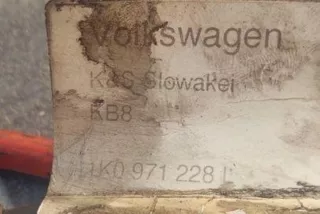 Volkswagen
K&S Slowakei
KB8
1K0 971 228 L